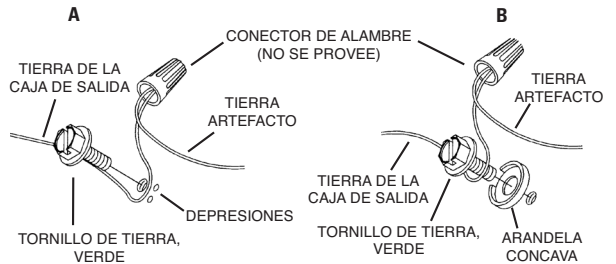 A
TIERRA DE LA
CAJA DE SALIDA
CONECTOR DE ALAMBRE
(NO SE PROVEE)
TIERRA
ARTEFACTO
DEPRESIONES
TORNILLO DE TIERRA,
VERDE
B
TIERRA
ARTEFACTO
TIERRA DE LA
CAJA DE SALIDA
TORNILLO DE TIERRA,
VERDE
ARANDELA
CONCAVA